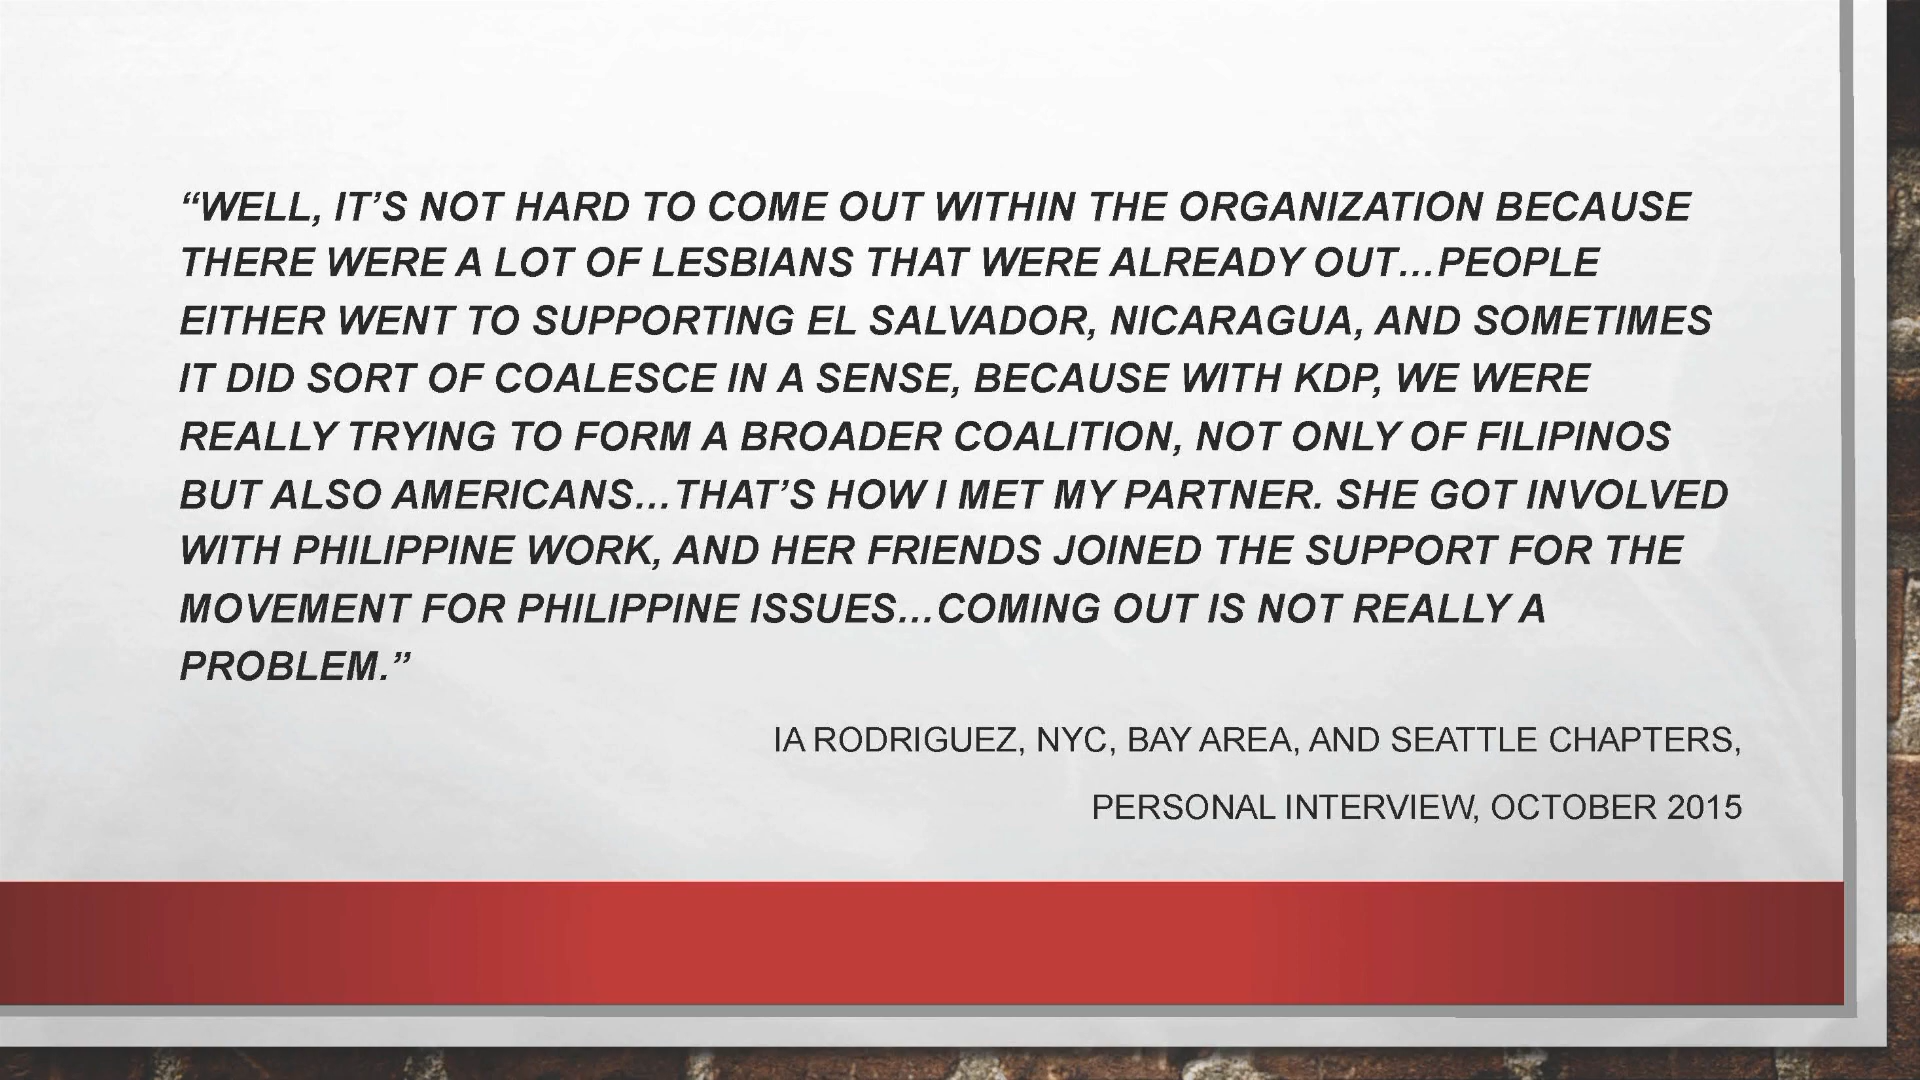 “WELL, IT’S NOT HARD TO COME OUT WITHIN THE ORGANIZATION BECAUSE
THERE WERE A LOT OF LESBIANS THAT WERE ALREADY OUT…PEOPLE
EITHER WENT TO SUPPORTING EL SALVADOR, NICARAGUA, AND SOMETIMES
IT DID SORT OF COALESCE IN A SENSE, BECAUSE WITH KDP, WE WERE
REALLY TRYING TO FORM A BROADER COALITION, NOT ONLY OF FILIPINOS
BUT ALSO AMERICANS…THAT’S HOW I MET MY PARTNER. SHE GOT INVOLVED
WITH PHILIPPINE WORK, AND HER FRIENDS JOINED THE SUPPORT FOR THE
MOVEMENT FOR PHILIPPINE ISSUES…COMING OUT IS NOT REALLY A
PROBLEM.”
IA RODRIGUEZ, NYC, BAY AREA, AND SEATTLE CHAPTERS,
PERSONAL INTERVIEW, OCTOBER 2015